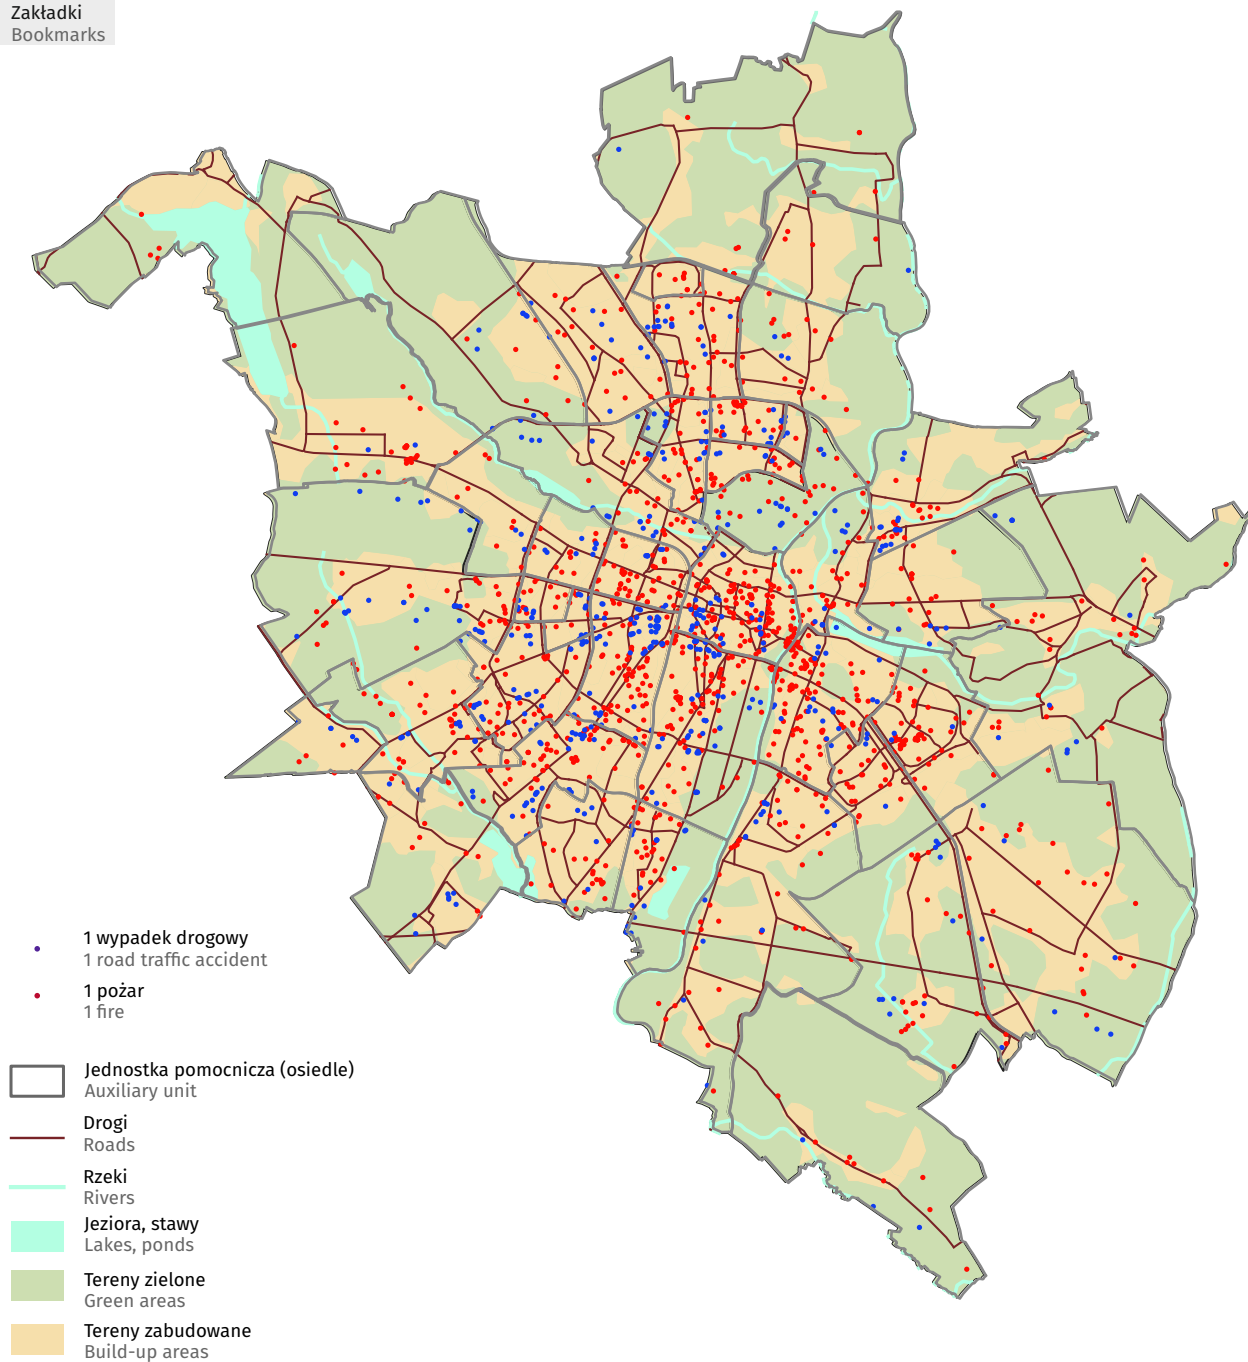 Zakładki
Bookmarks
1 wypadek drogowy
1 road traffic accident
1 pożar
1 fire
Jednostka pomocnicza (osiedle)
Auxiliary unit
Drogi
Roads
Rzeki
Rivers
Jeziora, stawy
Lakes, ponds
Tereny zielone
Green areas
Tereny zabudowane
Build-up areas